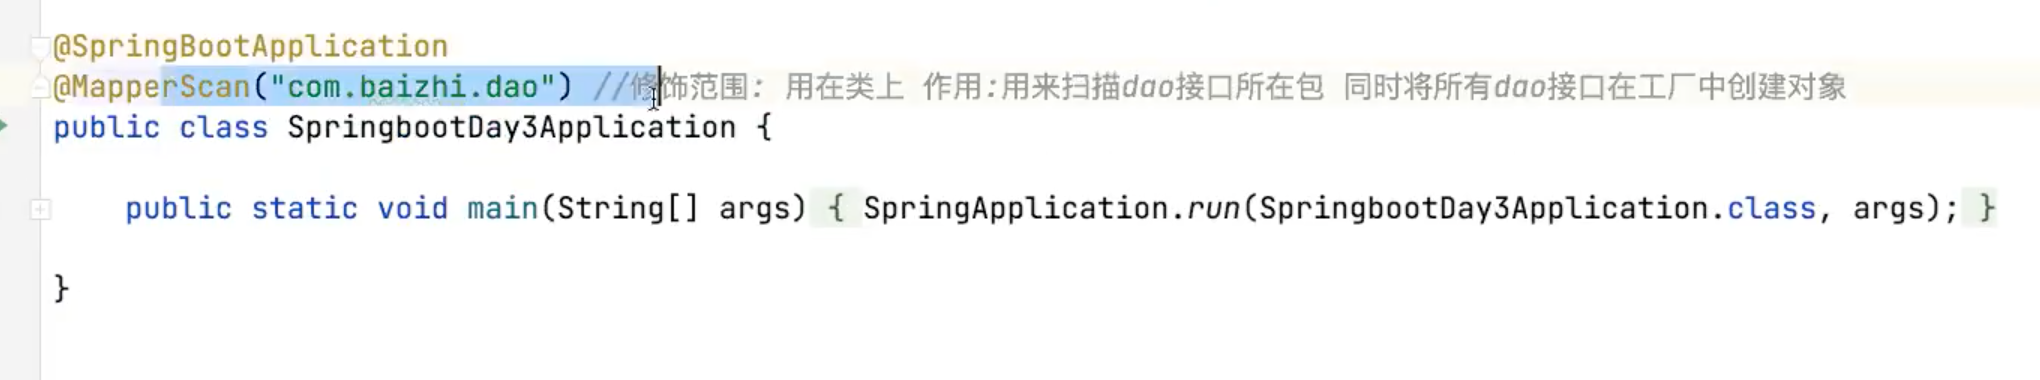 @SpringBootApplication
@MapperScan("com.baizhi.dao") //修饰范围: 用在类上 作用:用来扫描dao接口所在包 同时将所有dao接口在工厂中创建对象
public class SpringbootDay3Application {
public static void main(String[] args) { SpringApplication.run(SpringbootDay3Application.class, args); }
}